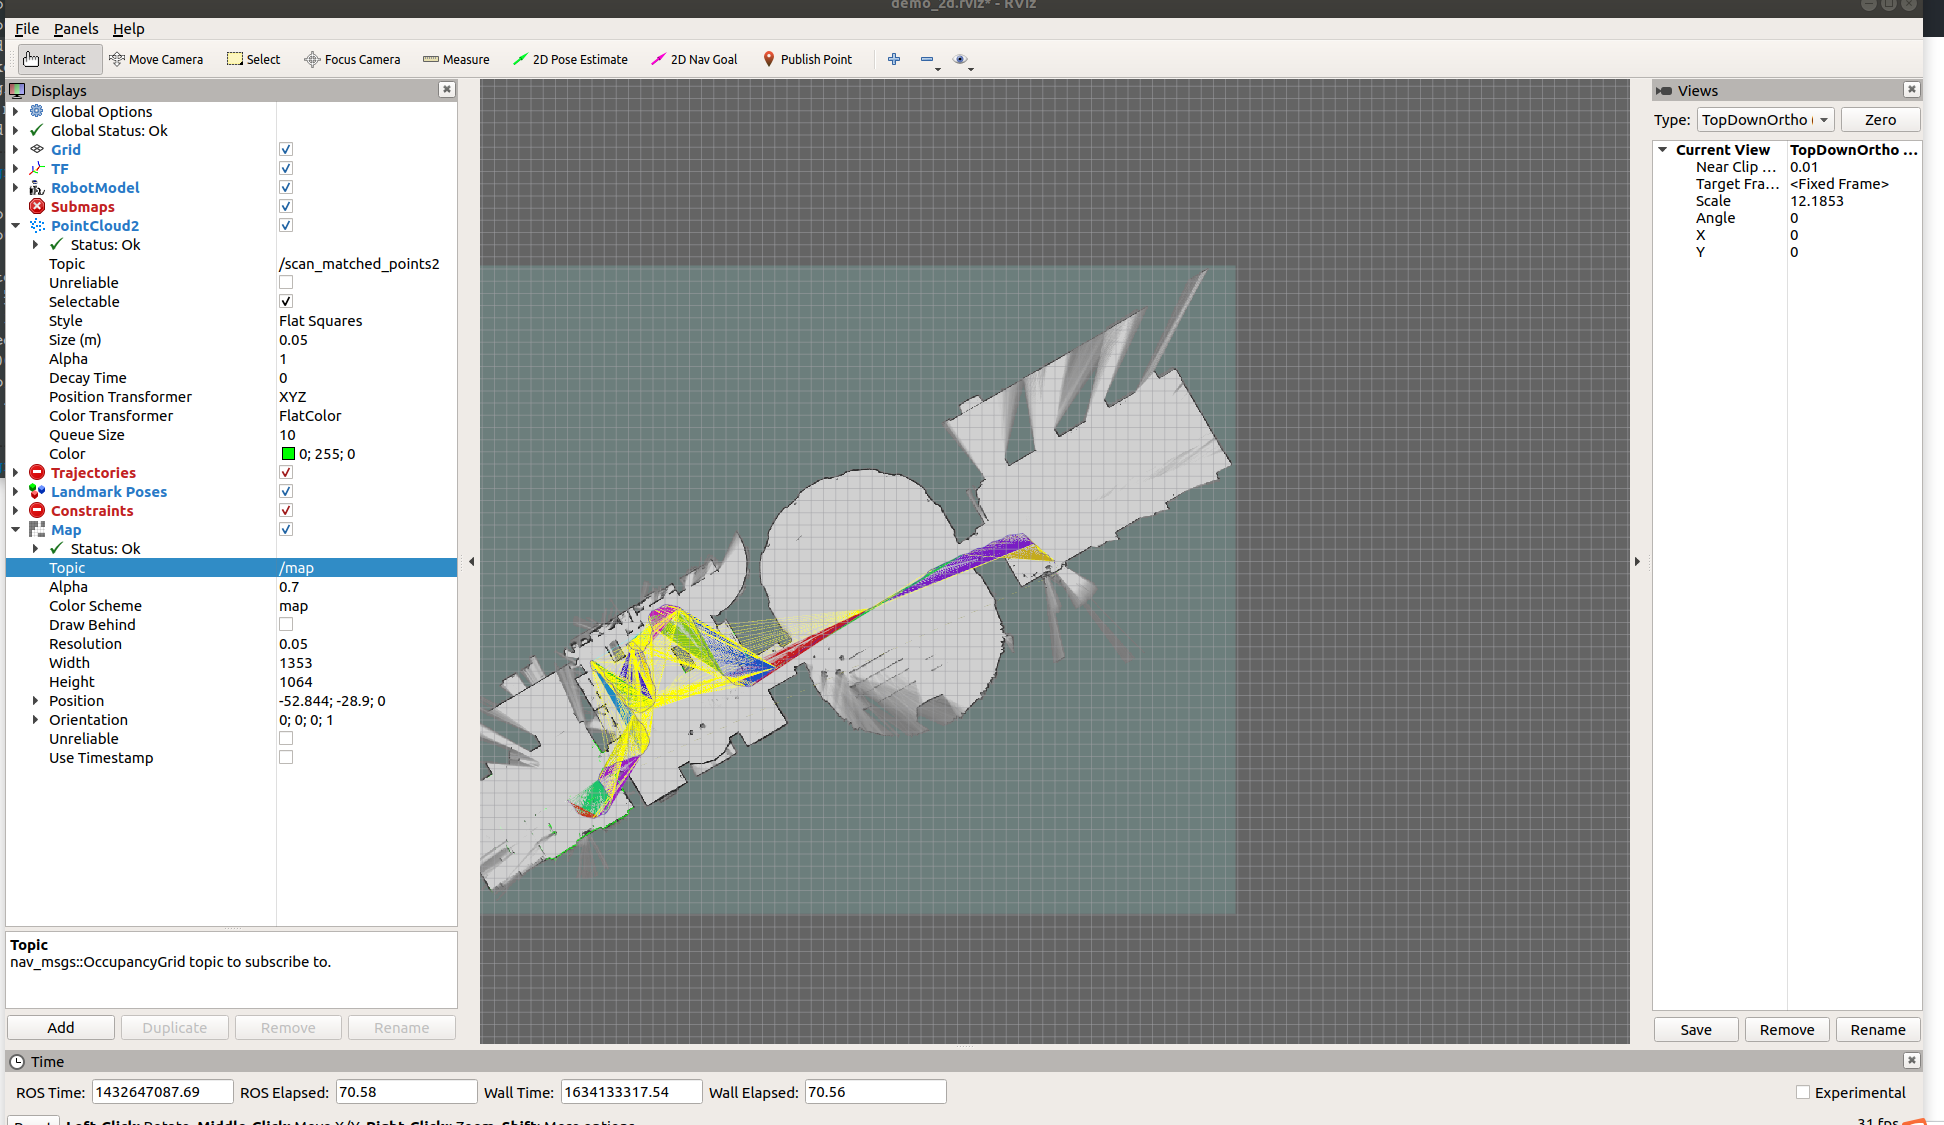 demo_2d.rviz* - RViz
File Panels Help
Interact Move Camera Select Focus Camera Measure 2D Pose Estimate 2D Nav Goal Publish Point
Displays
Global Options
Global Status: Ok
Grid
TF
RobotModel
Submaps
PointCloud2
Status: Ok
Topic /scan_matched_points2
Unreliable
Selectable
Style Flat Squares
Size (m) 0.05
Alpha 1
Decay Time 0
Position Transformer XYZ
Color Transformer FlatColor
Queue Size 10
Color 0; 255; 0
Trajectories
Landmark Poses
Constraints
Map
Status: Ok
Topic /map
Alpha 0.7
Color Scheme map
Draw Behind
Resolution 0.05
Width 1353
Height 1064
Position -52.844; -28.9; 0
Orientation 0; 0; 0; 1
Unreliable
Use Timestamp
Topic
nav_msgs::OccupancyGrid topic to subscribe to.
Add Duplicate Remove Rename
Views
Type: TopDownOrtho ( Zero
Current View TopDownOrtho ...
Near Clip ... 0.01
Target Fra... <Fixed Frame>
Scale 12.1853
Angle 0
X 0
Y 0
Save Remove Rename
Time
ROS Time: 1432647087.69 ROS Elapsed: 70.58 Wall Time: 1634133317.54 Wall Elapsed: 70.56 Experimental
Left-Click: Rotate. Middle-Click: Move X/Y. Right-Click: Zoom. Shift: More options. 31 fps